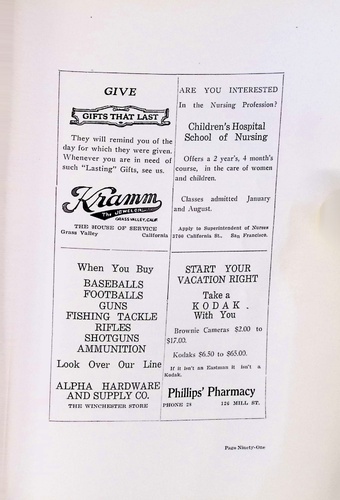 GIVE
GIFTS THAT LAST
They will remind you of the
day for which they were given.
Whenever you are in need of
such "Lasting" Gifts, see us.
Kramm
The JEWELER
GRASS VALLEY, CALIF.
THE HOUSE OF SERVICE
Grass Valley California
ARE YOU INTERESTED
In the Nursing Profession?
Children's Hospital
School of Nursing
Offers a 2 year's, 4 month's
course, in the care of women
and children.
Classes admitted January
and August.
Apply to Superintendent of Nurses
3700 California St., San Francisco.
When You Buy
BASEBALLS
FOOTBALLS
GUNS
FISHING TACKLE
RIFLES
SHOTGUNS
AMMUNITION
Look Over Our Line
ALPHA HARDWARE
AND SUPPLY CO.
THE WINCHESTER STORE
START YOUR
VACATION RIGHT
Take a
KODAK.
With You
Brownie Cameras $2.00 to
$17.00.
Kodaks $6.50 to $65.00.
If it isn't an Eastman it isn't a
Kodak.
Phillips' Pharmacy
PHONE 28 126 MILL ST.
Page Ninety-One